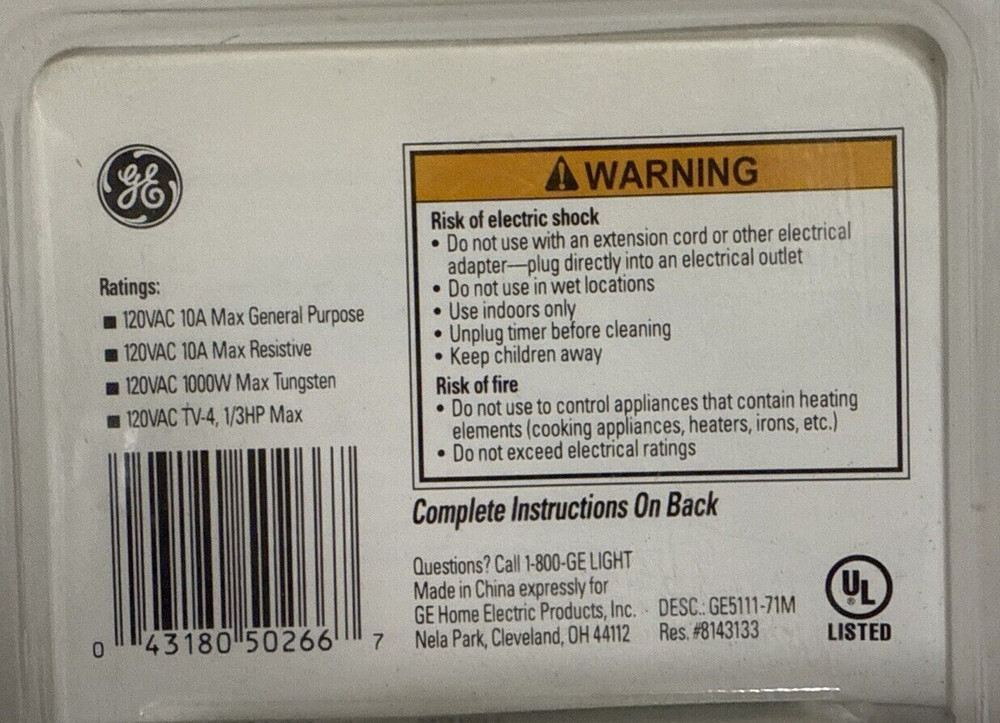 GE
Ratings:
■ 120VAC 10A Max General Purpose
■ 120VAC 10A Max Resistive
■ 120VAC 1000W Max Tungsten
■ 120VAC TV-4, 1/3HP Max
0 43180 50266 7
WARNING
Risk of electric shock
• Do not use with an extension cord or other electrical
adapter—plug directly into an electrical outlet
• Do not use in wet locations
• Use indoors only
• Unplug timer before cleaning
• Keep children away
Risk of fire
• Do not use to control appliances that contain heating
elements (cooking appliances, heaters, irons, etc.)
• Do not exceed electrical ratings
Complete Instructions On Back
Questions? Call 1-800-GE LIGHT
Made in China expressly for
GE Home Electric Products, Inc.
Nela Park, Cleveland, OH 44112
DESC.: GE5111-71M
Res. #8143133
UL®
LISTED